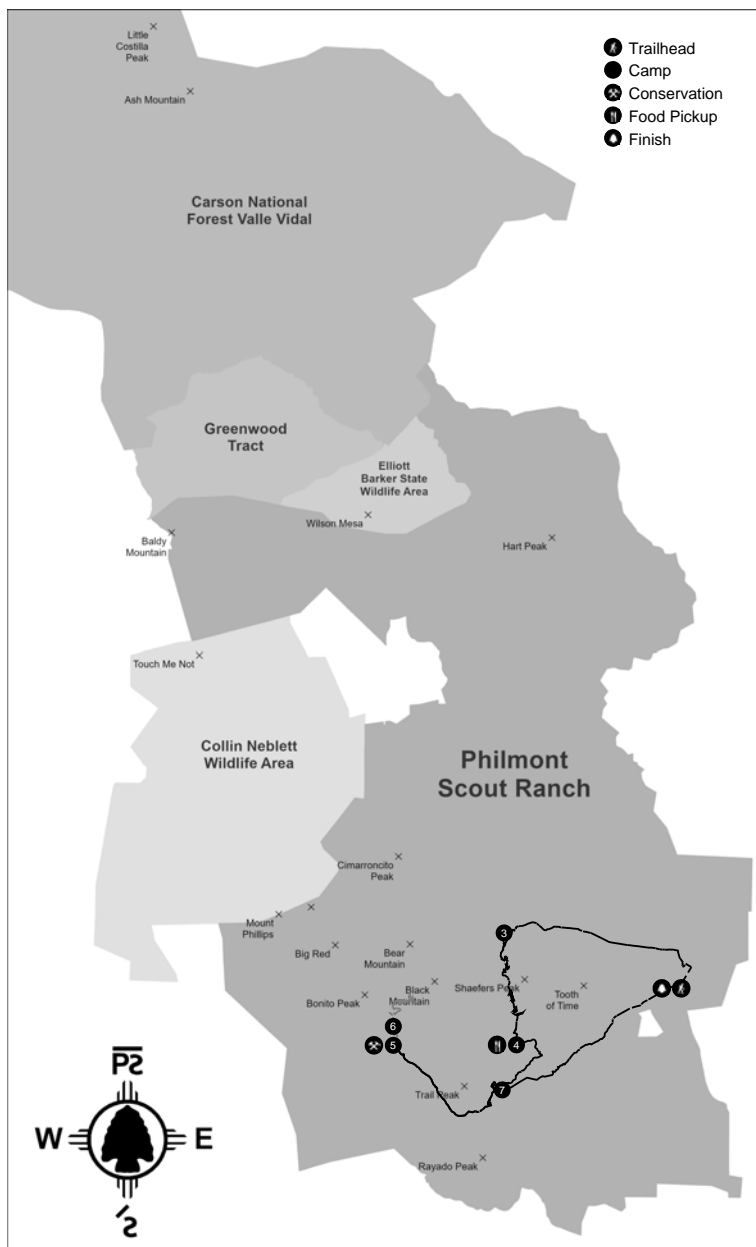 Little
Costilla
Peak
Ash Mountain
Trailhead
Camp
Conservation
Food Pickup
Finish
Carson National
Forest Valle Vidal
Greenwood
Tract
Elliott
Barker State
Wildlife Area
Wilson Mesa
Baldy
Mountain
Hart Peak
Touch Me Not
Collin Neblett
Wildlife Area
Philmont
Scout Ranch
Cimarroncito
Peak
Mount
Phillips
Big Red
Bear
Mountain
3
Black
Mountain
Shaefers Peak
Tooth
of Time
Bonito Peak
6
5
4
7
Trail Peak
Rayado Peak
W
E